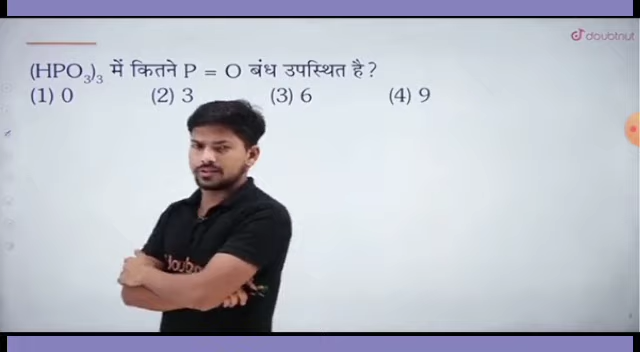 doubtnut
(HPO₃)₃ में कितने P = O बंध उपस्थित है ?
(1) 0 (2) 3 (3) 6 (4) 9